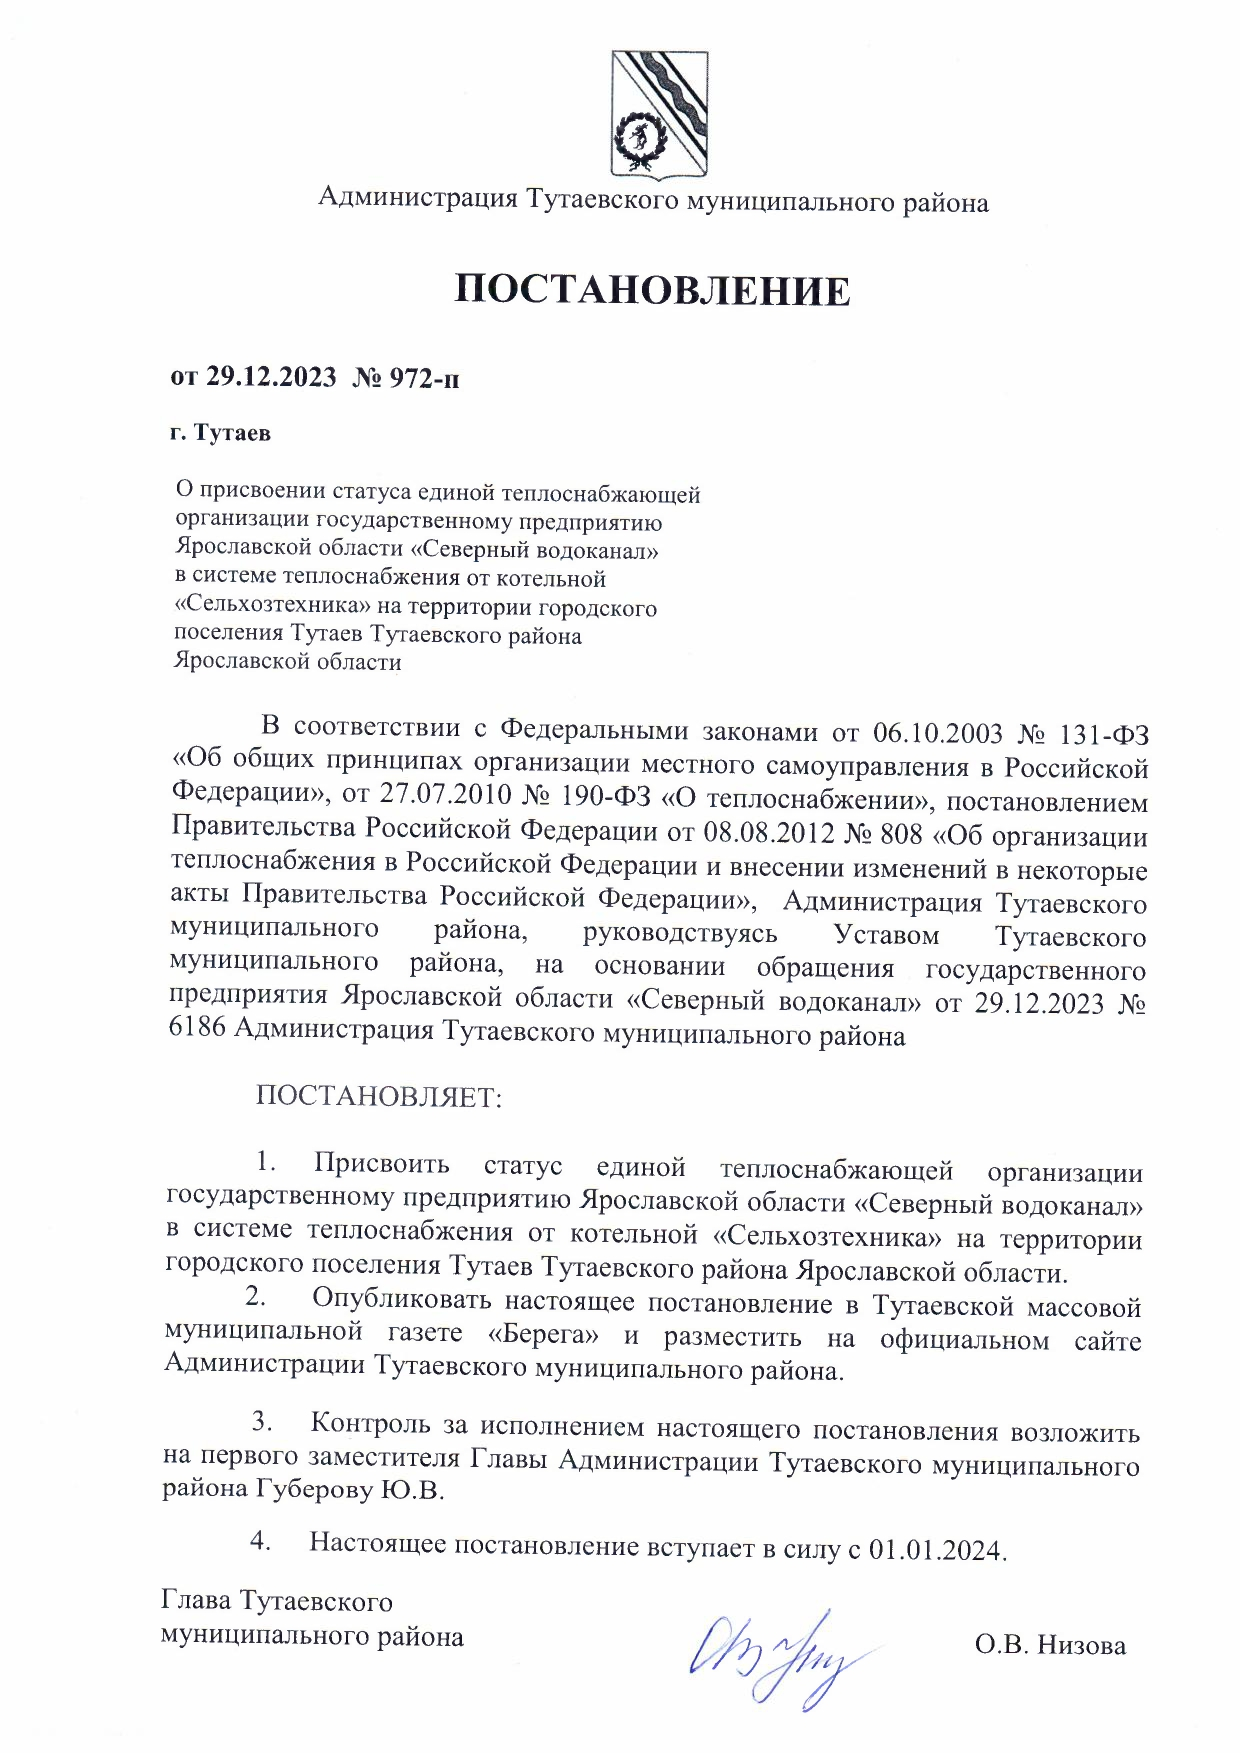 Администрация Тутаевского муниципального района
ПОСТАНОВЛЕНИЕ
от 29.12.2023 № 972-п
г. Тутаев
О присвоении статуса единой теплоснабжающей
организации государственному предприятию
Ярославской области «Северный водоканал»
в системе теплоснабжения от котельной
«Сельхозтехника» на территории городского
поселения Тутаев Тутаевского района
Ярославской области
В соответствии с Федеральными законами от 06.10.2003 № 131-ФЗ
«Об общих принципах организации местного самоуправления в Российской
Федерации», от 27.07.2010 № 190-ФЗ «О теплоснабжении», постановлением
Правительства Российской Федерации от 08.08.2012 № 808 «Об организации
теплоснабжения в Российской Федерации и внесении изменений в некоторые
акты Правительства Российской Федерации», Администрация Тутаевского
муниципального района, руководствуясь Уставом Тутаевского
муниципального района, на основании обращения государственного
предприятия Ярославской области «Северный водоканал» от 29.12.2023 №
6186 Администрация Тутаевского муниципального района
ПОСТАНОВЛЯЕТ:
1. Присвоить статус единой теплоснабжающей организации
государственному предприятию Ярославской области «Северный водоканал»
в системе теплоснабжения от котельной «Сельхозтехника» на территории
городского поселения Тутаев Тутаевского района Ярославской области.
2. Опубликовать настоящее постановление в Тутаевской массовой
муниципальной газете «Берега» и разместить на официальном сайте
Администрации Тутаевского муниципального района.
3. Контроль за исполнением настоящего постановления возложить
на первого заместителя Главы Администрации Тутаевского муниципального
района Губерову Ю.В.
4. Настоящее постановление вступает в силу с 01.01.2024.
Глава Тутаевского
муниципального района
О.В. Низова